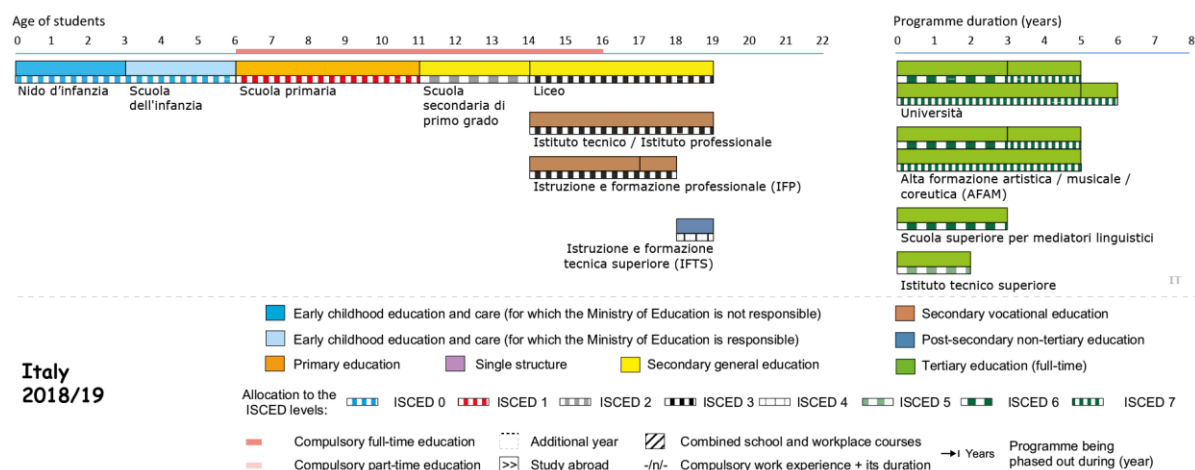 Age of students
Programme duration (years)
0 1 2 3 4 5 6 7 8 9 10 11 12 13 14 15 16 17 18 19 22
0 1 2 3 4 5 6 7 8
Nido d'infanzia
Scuola
dell'infanzia
Scuola primaria
Scuola
secondaria di
primo grado
Liceo
Istituto tecnico / Istituto professionale
Istruzione e formazione professionale (IFP)
Istruzione e formazione
tecnica superiore (IFTS)
Università
Alta formazione artistica / musicale /
coreutica (AFAM)
Scuola superiore per mediatori linguistici
Istituto tecnico superiore
IT
Italy
2018/19
Early childhood education and care (for which the Ministry of Education is not responsible)
Secondary vocational education
Early childhood education and care (for which the Ministry of Education is responsible)
Post-secondary non-tertiary education
Primary education
Single structure
Secondary general education
Tertiary education (full-time)
Allocation to the
ISCED levels:
ISCED 0
ISCED 1
ISCED 2
ISCED 3
ISCED 4
ISCED 5
ISCED 6
ISCED 7
Compulsory full-time education
Additional year
Combined school and workplace courses
Years
Programme being
phased out during (year)
Compulsory part-time education
>> Study abroad
-/n/- Compulsory work experience + its duration